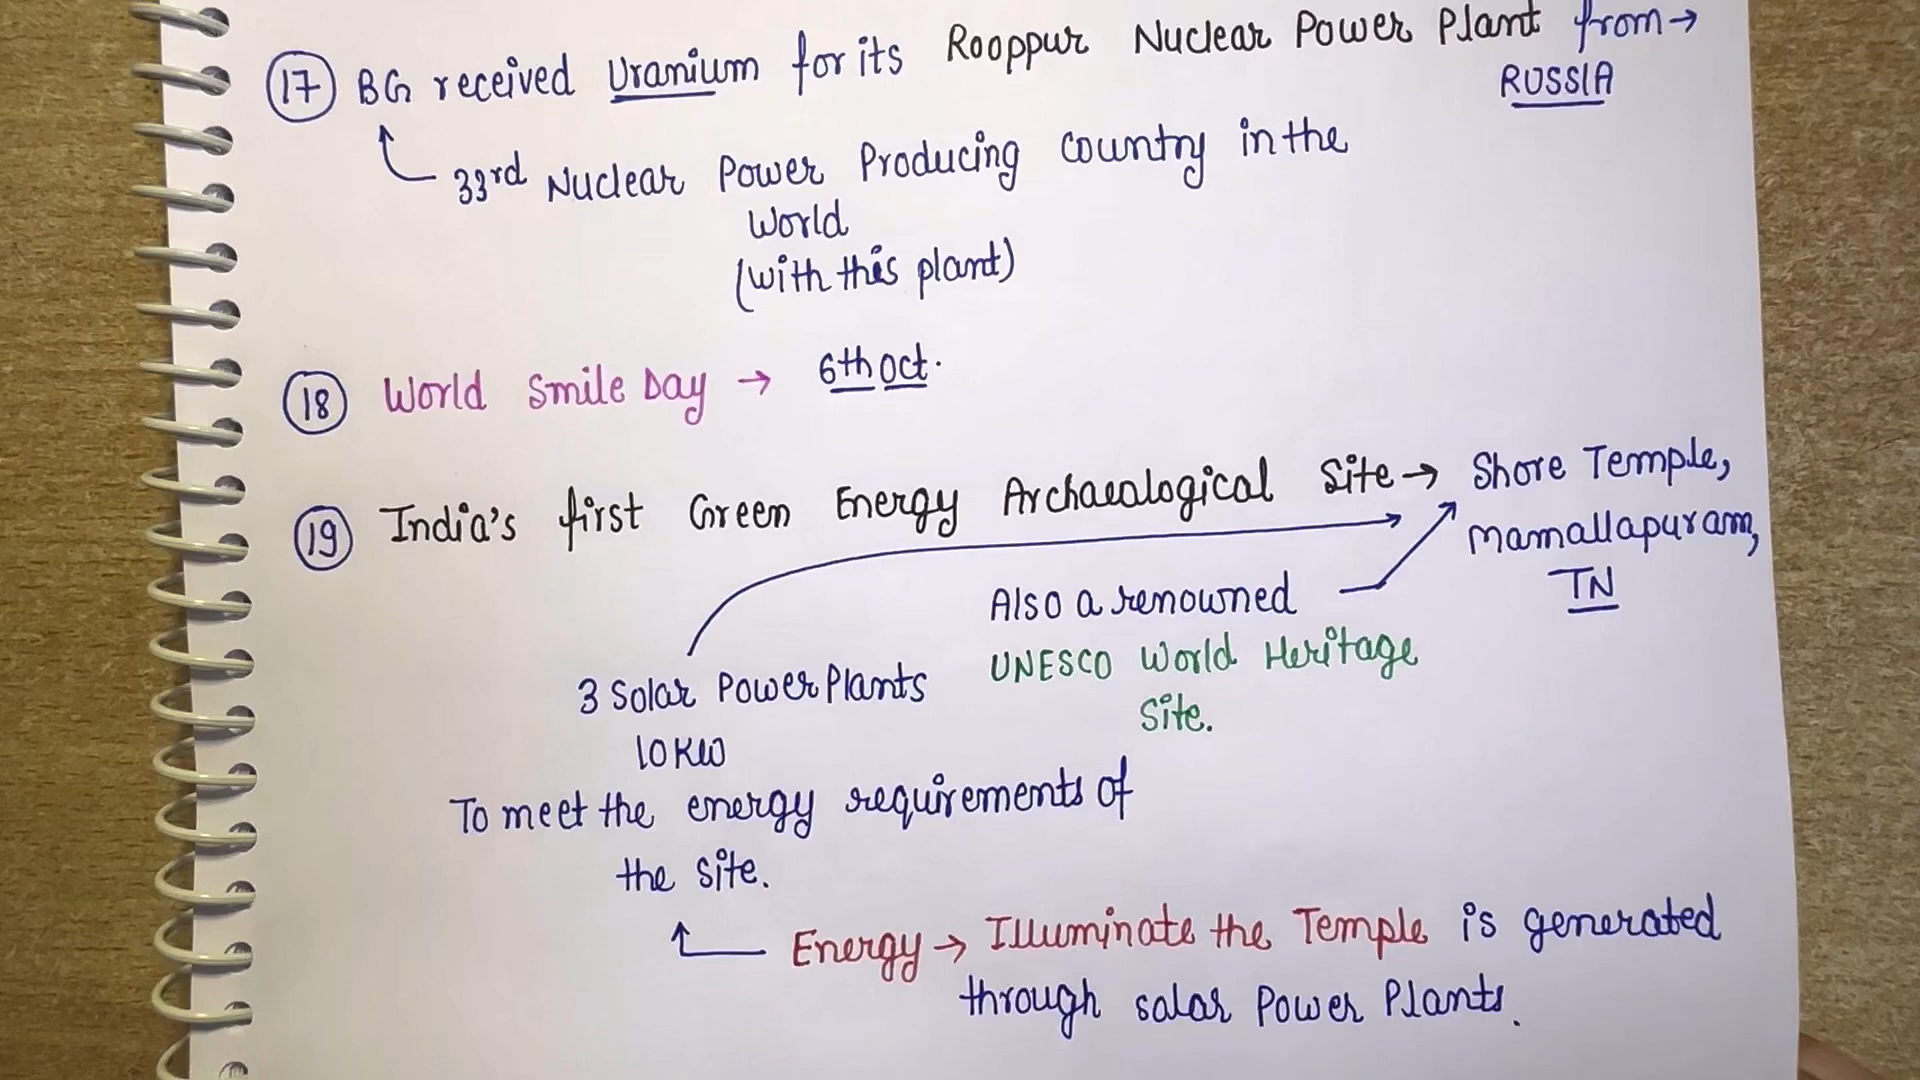 17 BG received Uranium for its Rooppur Nuclear Power Plant from →
RUSSIA
33rd Nuclear Power Producing country in the
World
(with this plant)
18 World Smile Day → 6th Oct.
19 India's first Green Energy Archaeological Site → Shore Temple,
Mamallapuram,
TN
Also a renowned
UNESCO World Heritage
Site.
3 Solar Power Plants
10 KW
To meet the energy requirements of
the site.
Energy → Illuminate the Temple is generated
through solar Power Plants.